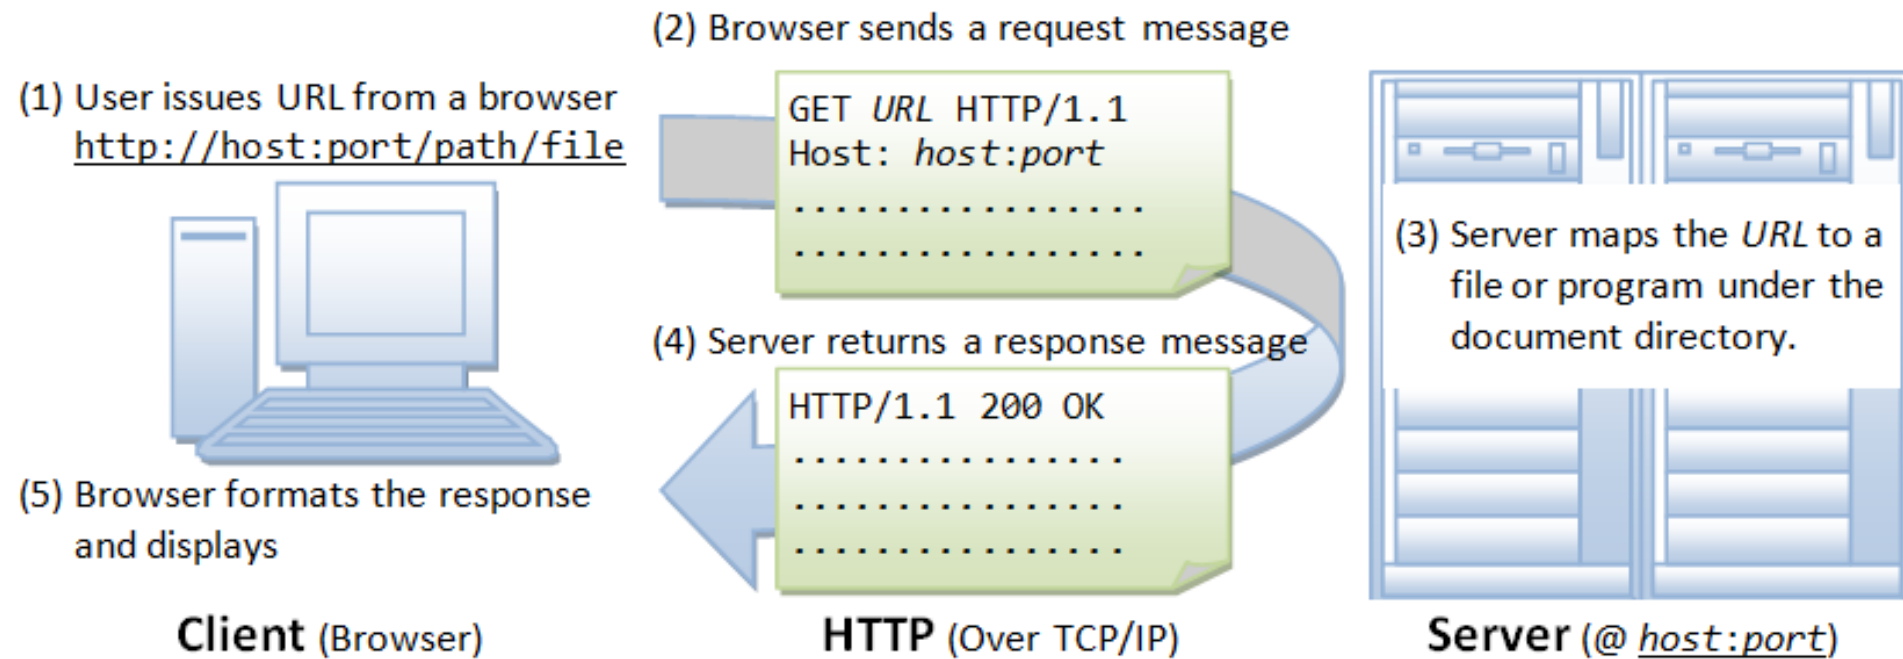 (1) User issues URL from a browser
http://host:port/path/file
(2) Browser sends a request message
GET URL HTTP/1.1
Host: host:port
..................
..................
(3) Server maps the URL to a
file or program under the
document directory.
(4) Server returns a response message
HTTP/1.1 200 OK
................
................
................
(5) Browser formats the response
and displays
Client (Browser)
HTTP (Over TCP/IP)
Server (@ host:port)